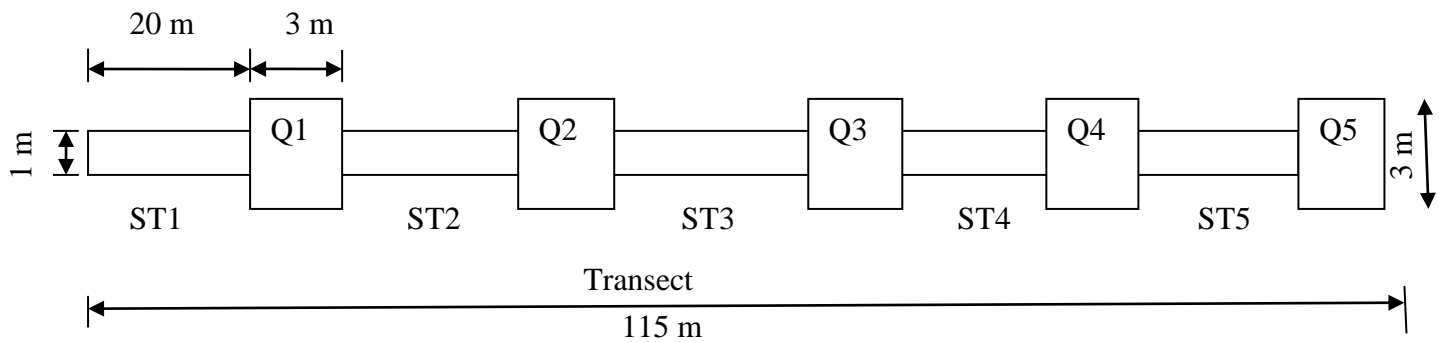 20 m 3 m
1 m
Q1 Q2 Q3 Q4 Q5
3 m
ST1 ST2 ST3 ST4 ST5
Transect
115 m